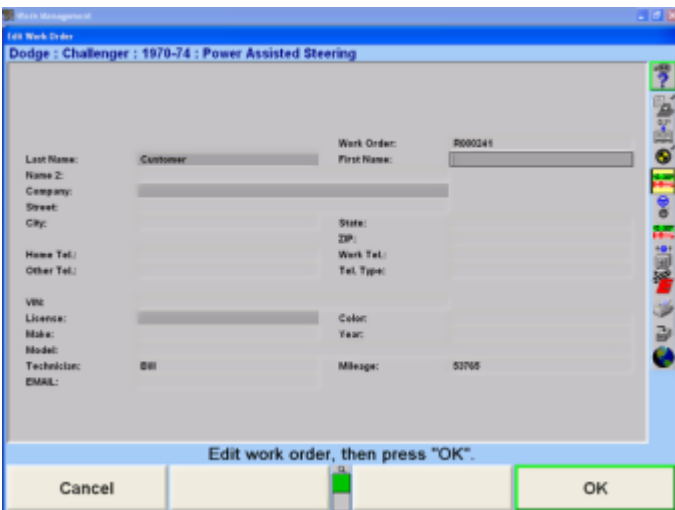 Work Management
Edit Work Order
Dodge : Challenger : 1970-74 : Power Assisted Steering
Work Order: R000241
Last Name: Customer First Name:
Name 2:
Company:
Street:
City: State:
ZIP:
Home Tel.: Work Tel.:
Other Tel.: Tel. Type:
VIN:
License: Color:
Make: Year:
Model:
Technician: Bill Mileage: 53765
EMAIL:
Edit work order, then press "OK".
Cancel OK